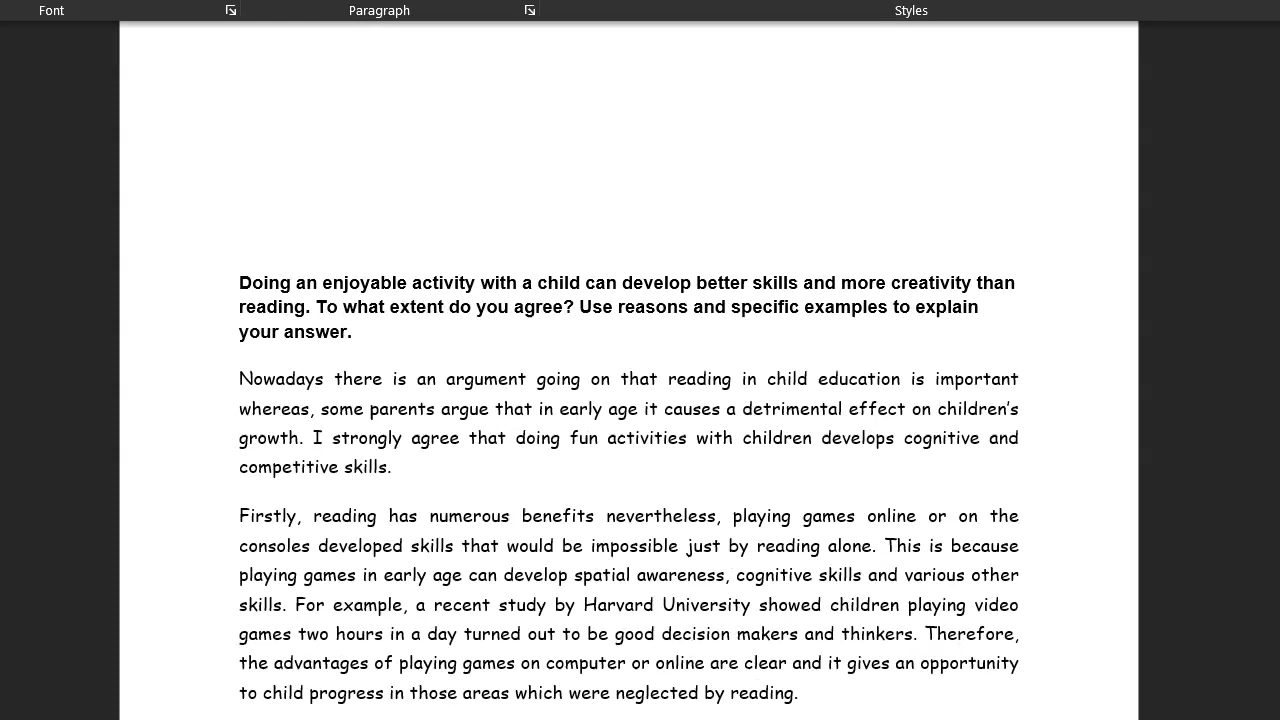 Font Paragraph Styles
Doing an enjoyable activity with a child can develop better skills and more creativity than
reading. To what extent do you agree? Use reasons and specific examples to explain
your answer.
Nowadays there is an argument going on that reading in child education is important
whereas, some parents argue that in early age it causes a detrimental effect on children’s
growth. I strongly agree that doing fun activities with children develops cognitive and
competitive skills.
Firstly, reading has numerous benefits nevertheless, playing games online or on the
consoles developed skills that would be impossible just by reading alone. This is because
playing games in early age can develop spatial awareness, cognitive skills and various other
skills. For example, a recent study by Harvard University showed children playing video
games two hours in a day turned out to be good decision makers and thinkers. Therefore,
the advantages of playing games on computer or online are clear and it gives an opportunity
to child progress in those areas which were neglected by reading.